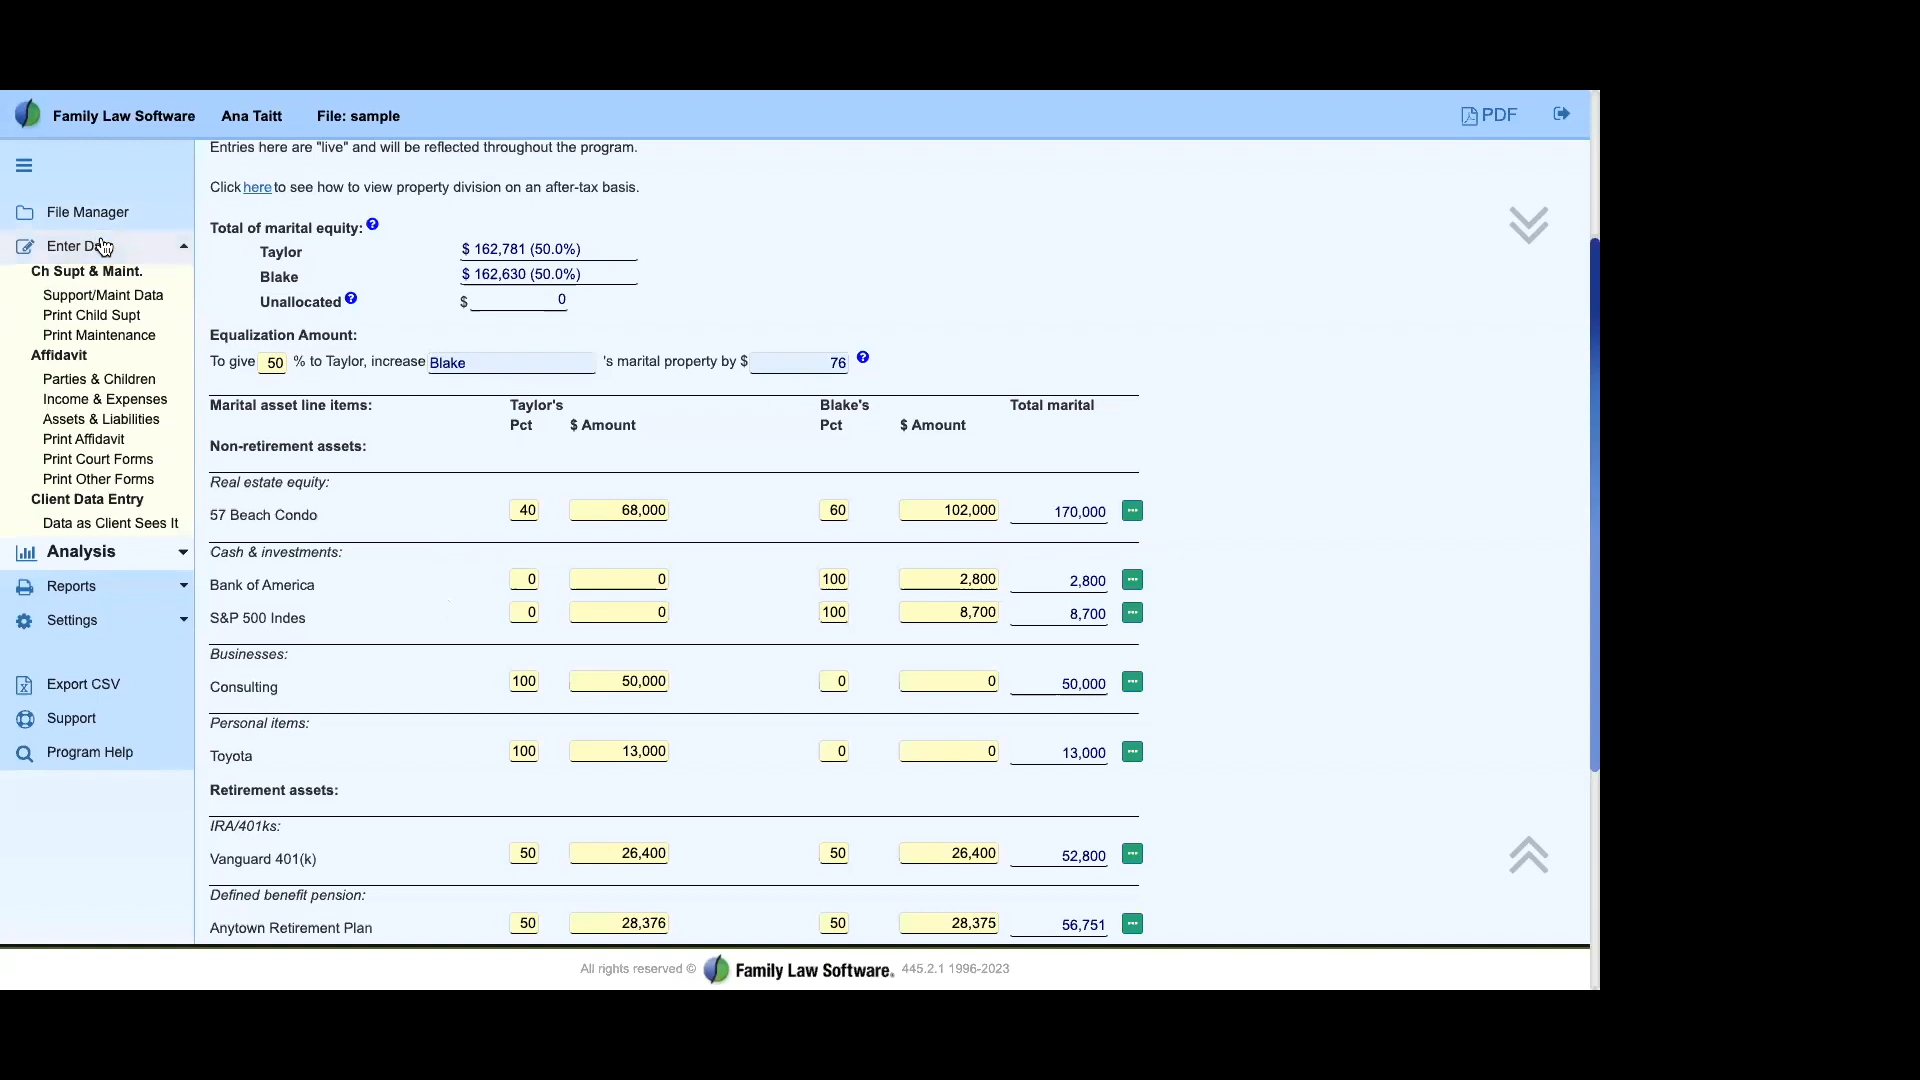 Family Law Software Ana Taitt File: sample PDF
Entries here are "live" and will be reflected throughout the program.
Click here to see how to view property division on an after-tax basis.
File Manager
Enter Da
Ch Supt & Maint.
Support/Maint Data
Print Child Supt
Print Maintenance
Affidavit
Parties & Children
Income & Expenses
Assets & Liabilities
Print Affidavit
Print Court Forms
Print Other Forms
Client Data Entry
Data as Client Sees It
Analysis
Reports
Settings
Export CSV
Support
Program Help
Total of marital equity: ?
Taylor $ 162,781 (50.0%)
Blake $ 162,630 (50.0%)
Unallocated ? $ 0
Equalization Amount:
To give 50 % to Taylor, increase Blake 's marital property by $ 76 ?
Marital asset line items: Taylor's Blake's Total marital
Pct $ Amount Pct $ Amount
Non-retirement assets:
Real estate equity:
57 Beach Condo 40 68,000 60 102,000 170,000
Cash & investments:
Bank of America 0 0 100 2,800 2,800
S&P 500 Indes 0 0 100 8,700 8,700
Businesses:
Consulting 100 50,000 0 0 50,000
Personal items:
Toyota 100 13,000 0 0 13,000
Retirement assets:
IRA/401ks:
Vanguard 401(k) 50 26,400 50 26,400 52,800
Defined benefit pension:
Anytown Retirement Plan 50 28,376 50 28,375 56,751
All rights reserved © Family Law Software. 445.2.1 1996-2023